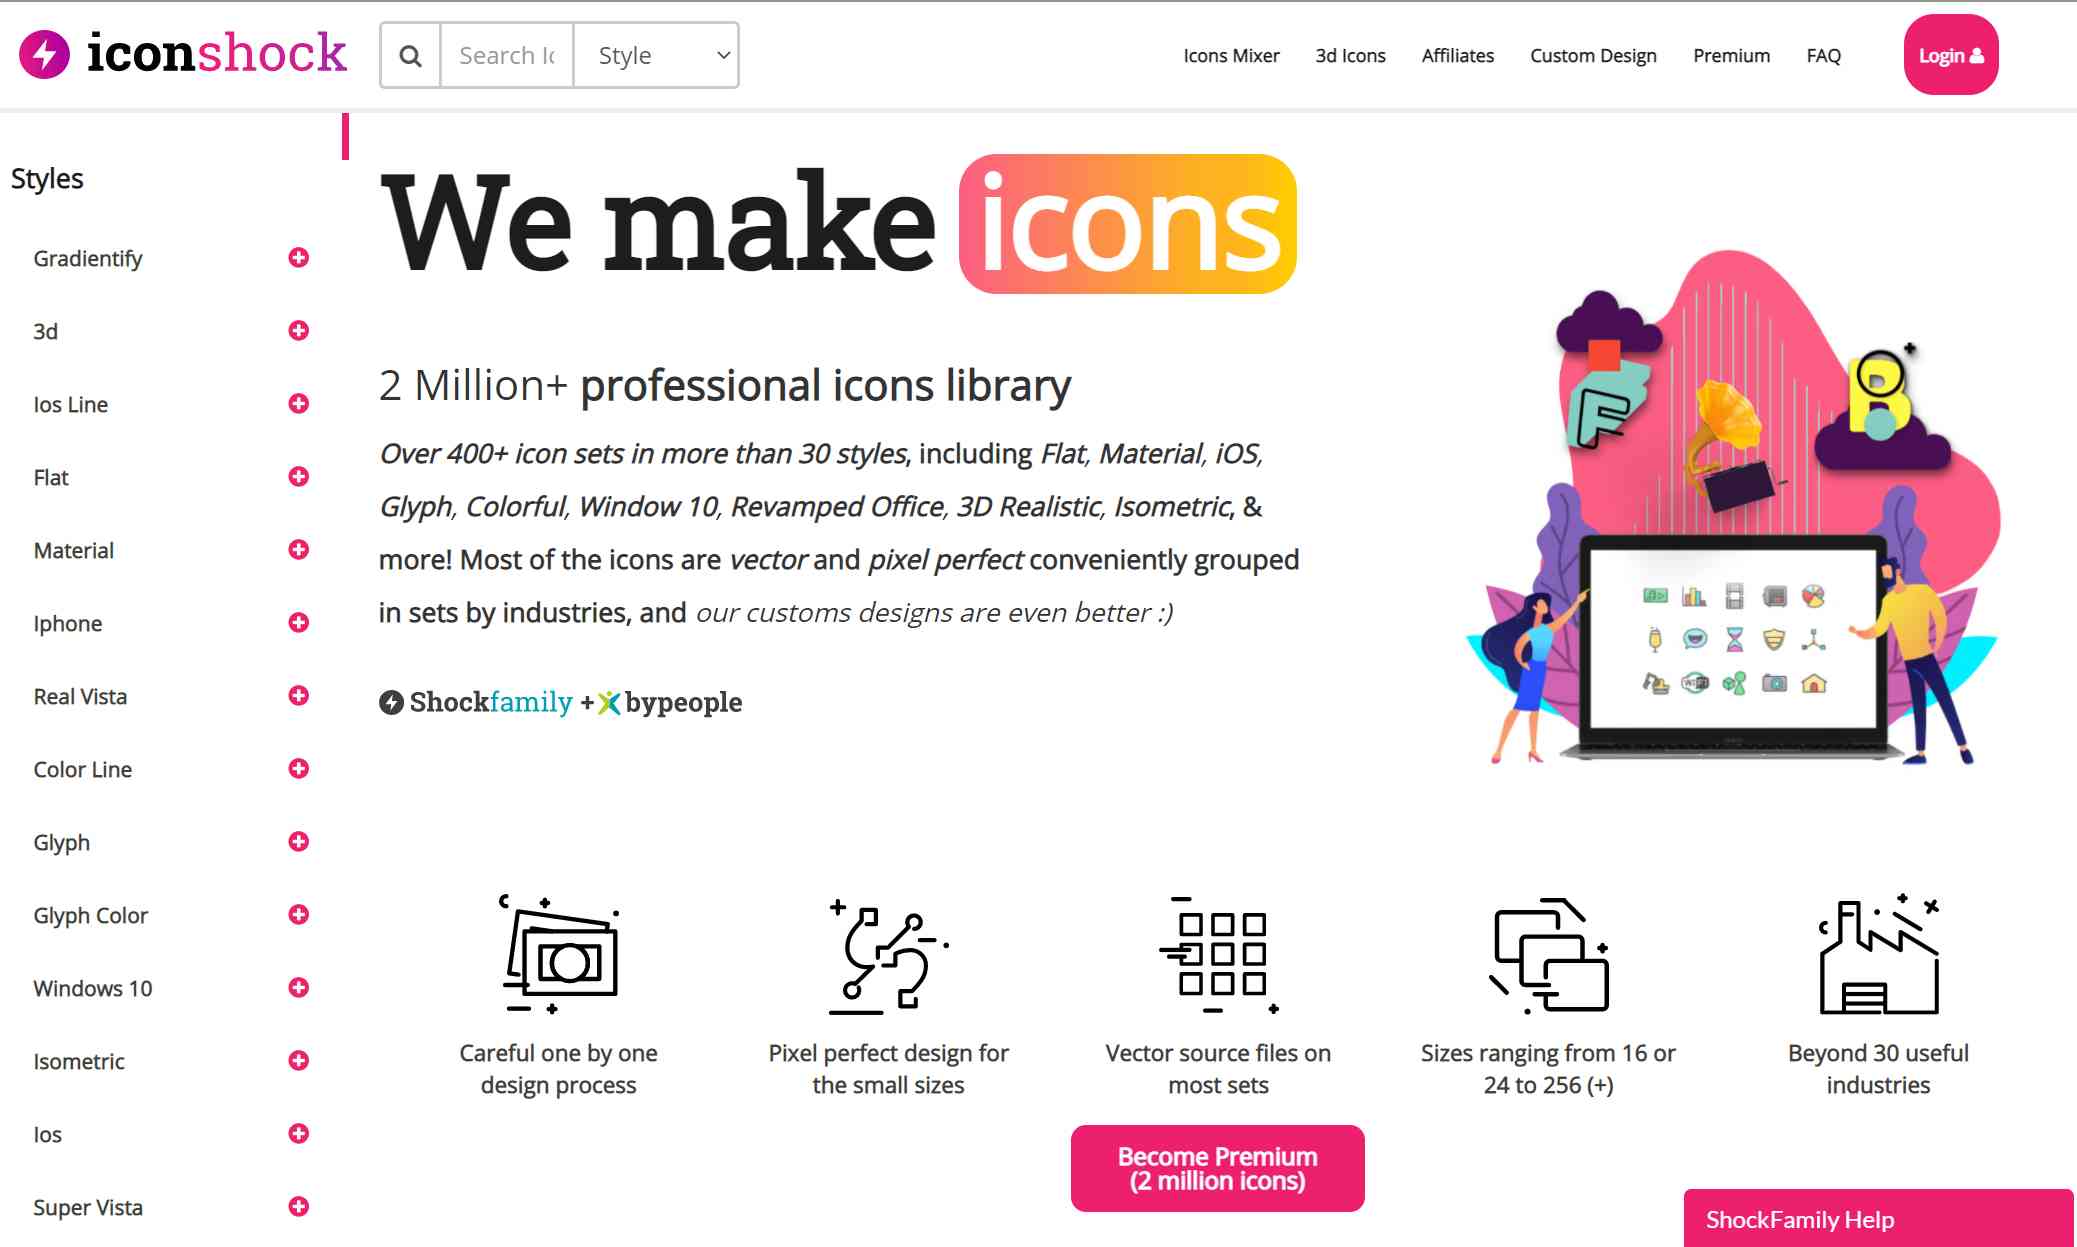 iconshock
Search Ic
Style
Icons Mixer
3d Icons
Affiliates
Custom Design
Premium
FAQ
Login
Styles
Gradientify
3d
Ios Line
Flat
Material
Iphone
Real Vista
Color Line
Glyph
Glyph Color
Windows 10
Isometric
Ios
Super Vista
We make icons
2 Million+ professional icons library
Over 400+ icon sets in more than 30 styles, including Flat, Material, iOS,
Glyph, Colorful, Window 10, Revamped Office, 3D Realistic, Isometric, &
more! Most of the icons are vector and pixel perfect conveniently grouped
in sets by industries, and our customs designs are even better :)
Shockfamily + bypeople
F
B
Careful one by one
design process
Pixel perfect design for
the small sizes
Vector source files on
most sets
Sizes ranging from 16 or
24 to 256 (+)
Beyond 30 useful
industries
Become Premium
(2 million icons)
ShockFamily Help